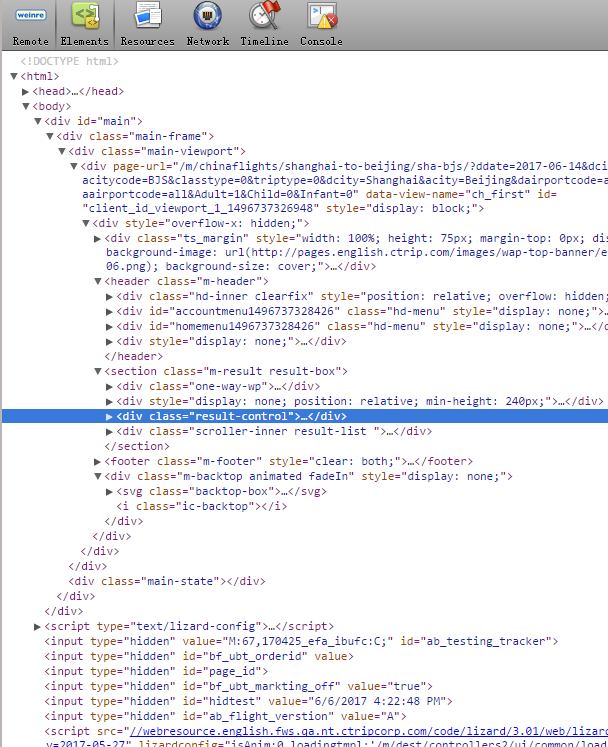 weinre
Remote Elements Resources Network Timeline Console
<!DOCTYPE html>
▼<html>
▶<head>…</head>
▼<body>
▼<div id="main">
▼<div class="main-frame">
▼<div class="main-viewport">
▼<div page-url="/m/chinaflights/shanghai-to-beijing/sha-bjs/?ddate=2017-06-14&dci
acitycode=BJS&classtype=0&triptype=0&dcity=Shanghai&acity=Beijing&dairportcode=a
aairportcode=all&Adult=1&Child=0&Infant=0" data-view-name="ch_first" id=
"client_id_viewport_1_1496737326948" style="display: block;">
▼<div style="overflow-x: hidden;">
▶<div class="ts_margin" style="width: 100%; height: 75px; margin-top: 0px; dis
background-image: url(http://pages.english.ctrip.com/images/wap-top-banner/e
06.png); background-size: cover;">…</div>
▼<header class="m-header">
▶<div class="hd-inner clearfix" style="position: relative; overflow: hidden;
▶<div id="accountmenu1496737328426" class="hd-menu" style="display: none;">…
▶<div id="homemenu1496737328426" class="hd-menu" style="display: none;">…</d
▶<div style="display: none;">…</div>
</header>
▼<section class="m-result result-box">
▶<div class="one-way-wp">…</div>
▶<div style="display: none; position: relative; min-height: 240px;">…</div>
▶<div class="result-control">…</div>
▶<div class="scroller-inner result-list ">…</div>
</section>
▶<footer class="m-footer" style="clear: both;">…</footer>
▼<div class="m-backtop animated fadeIn" style="display: none;">
▶<svg class="backtop-box">…</svg>
<i class="ic-backtop"></i>
</div>
</div>
</div>
</div>
<div class="main-state"></div>
</div>
</div>
▶<script type="text/lizard-config">…</script>
<input type="hidden" value="M:67,170425_efa_ibufc:C;" id="ab_testing_tracker">
<input type="hidden" id="bf_ubt_orderid" value>
<input type="hidden" id="page_id">
<input type="hidden" id="bf_ubt_markting_off" value="true">
<input type="hidden" id="hidtest" value="6/6/2017 4:22:48 PM">
<input type="hidden" id="ab_flight_verstion" value="A">
<script src="//webresource.english.fws.qa.nt.ctripcorp.com/code/lizard/3.01/web/lizar
v=2017-05-27" lizardconfig="isAnim:0,loadingtmpl:'/m/dest/controllers2/ui/common/load